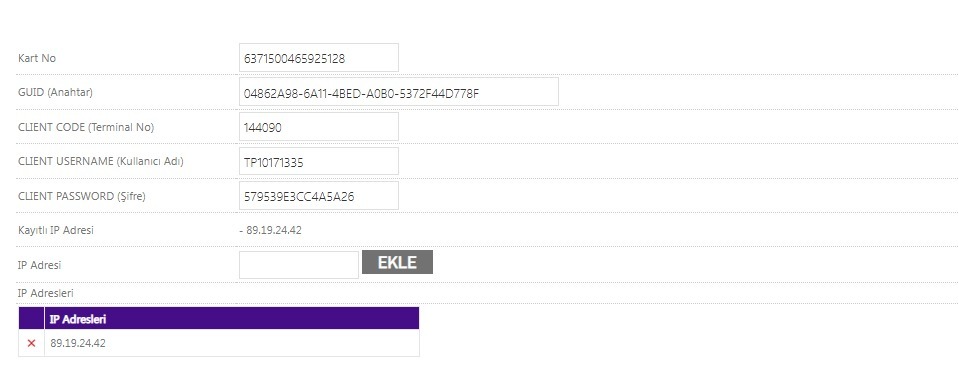 Kart No 6371500465925128
GUID (Anahtar) 04862A98-6A11-4BED-A0B0-5372F44D778F
CLIENT CODE (Terminal No) 144090
CLIENT USERNAME (Kullanıcı Adı) TP10171335
CLIENT PASSWORD (Şifre) 579539E3CC4A5A26
Kayıtlı IP Adresi - 89.19.24.42
IP Adresi EKLE
IP Adresleri
IP Adresleri
89.19.24.42